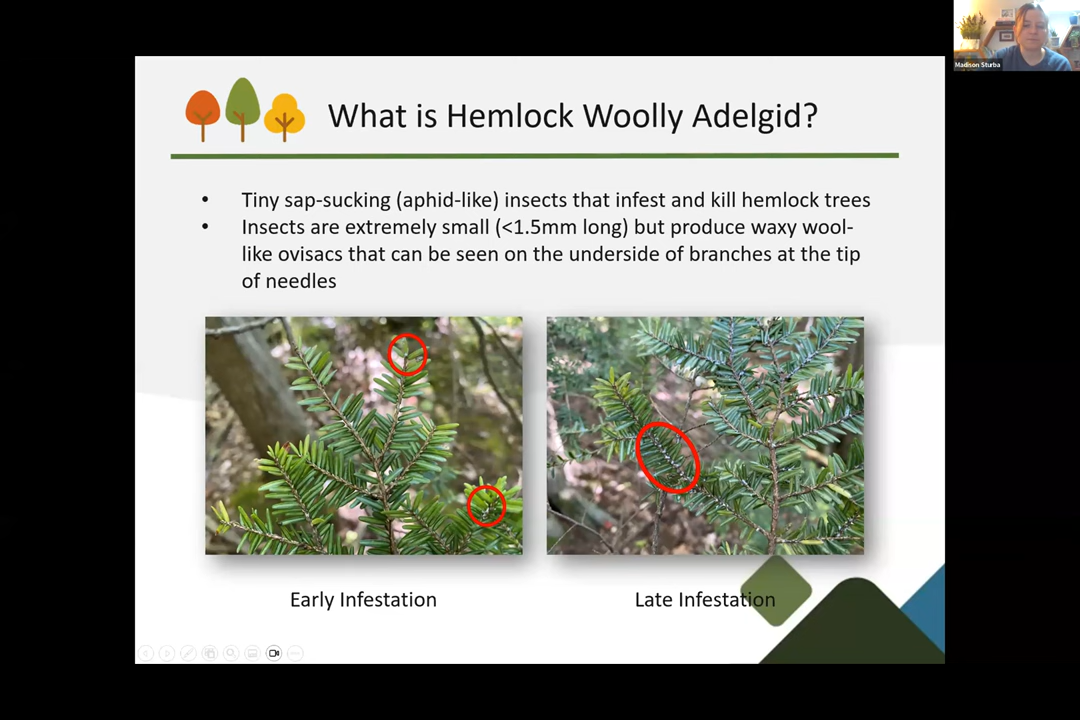 Madison Sturba
What is Hemlock Woolly Adelgid?
• Tiny sap-sucking (aphid-like) insects that infest and kill hemlock trees
• Insects are extremely small (<1.5mm long) but produce waxy wool-
like ovisacs that can be seen on the underside of branches at the tip
of needles
Early Infestation
Late Infestation